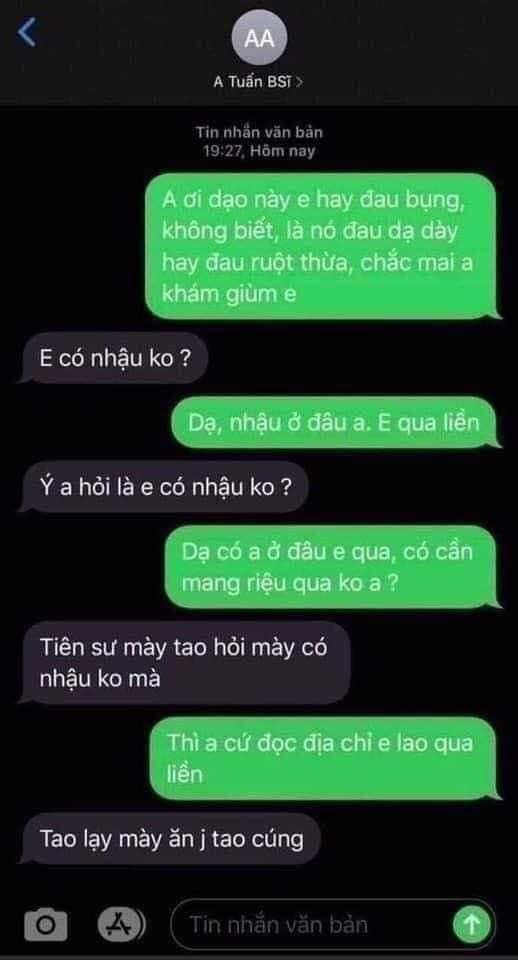 AA
A Tuấn BSĩ >
Tin nhắn văn bản
19:27, Hôm nay
A ơi dạo này e hay đau bụng,
không biết, là nó đau dạ dày
hay đau ruột thừa, chắc mai a
khám giùm e
E có nhậu ko ?
Dạ, nhậu ở đâu a. E qua liền
Ý a hỏi là e có nhậu ko ?
Dạ có a ở đâu e qua, có cần
mang riệu qua ko a ?
Tiên sư mày tao hỏi mày có
nhậu ko mà
Thì a cứ đọc địa chỉ e lao qua
liền
Tao lạy mày ăn j tao cúng
Tin nhắn văn bản